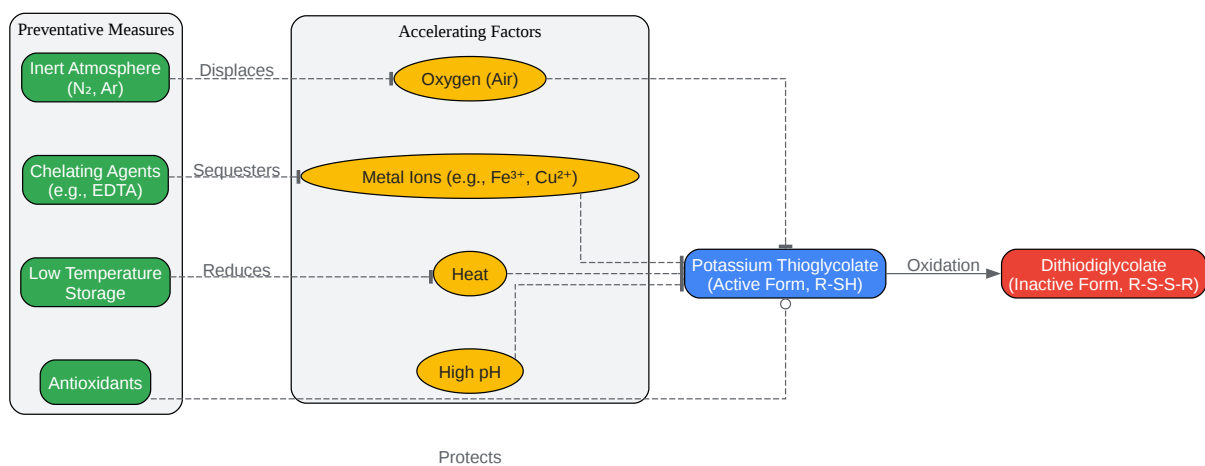 Preventative Measures
Accelerating Factors
Inert Atmosphere
(N₂, Ar)
Displaces
Oxygen (Air)
Chelating Agents
(e.g., EDTA)
Sequesters
Metal Ions (e.g., Fe³⁺, Cu²⁺)
Low Temperature
Storage
Reduces
Heat
Potassium Thioglycolate
(Active Form, R-SH)
Oxidation
Dithiodiglycolate
(Inactive Form, R-S-S-R)
High pH
Antioxidants
Protects